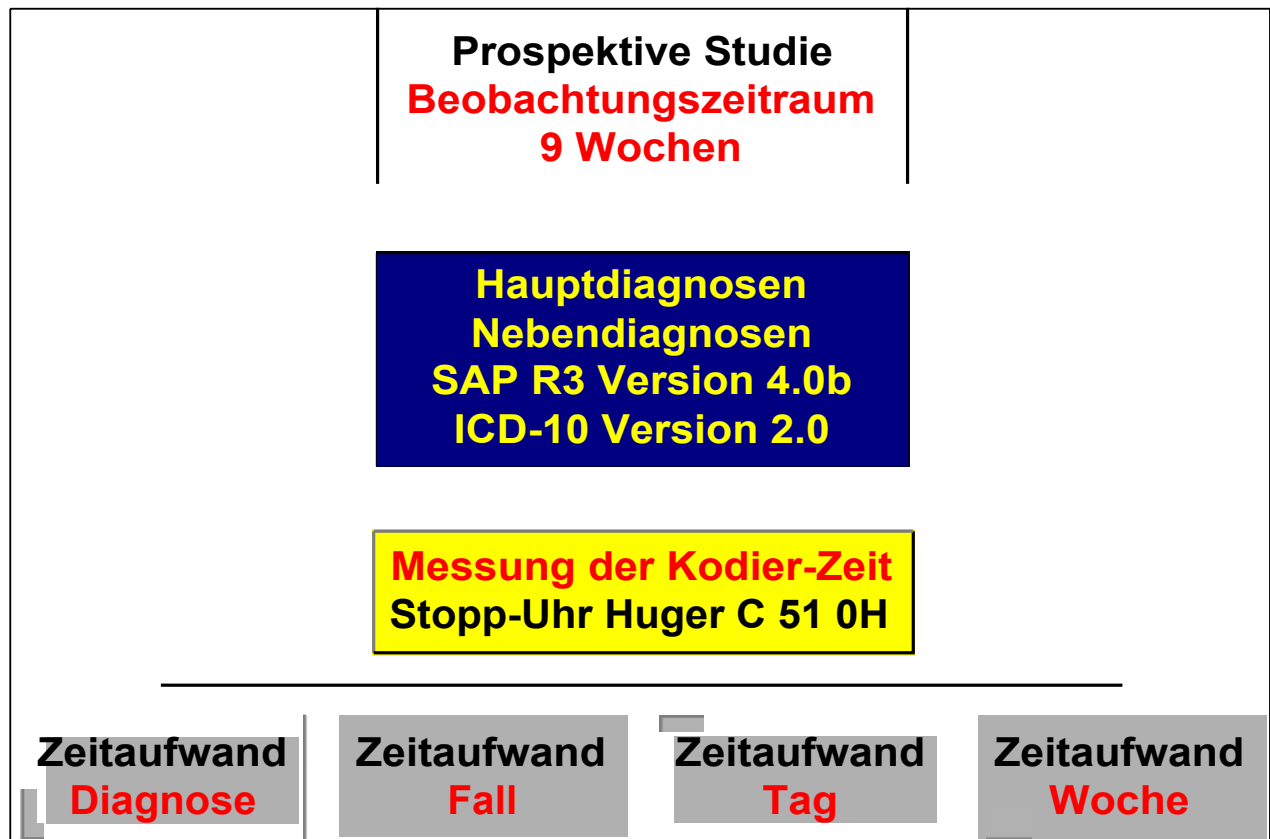 Prospektive Studie
Beobachtungszeitraum
9 Wochen
Hauptdiagnosen
Nebendiagnosen
SAP R3 Version 4.0b
ICD-10 Version 2.0
Messung der Kodier-Zeit
Stopp-Uhr Huger C 51 0H
Zeitaufwand Zeitaufwand Zeitaufwand Zeitaufwand
Diagnose Fall Tag Woche